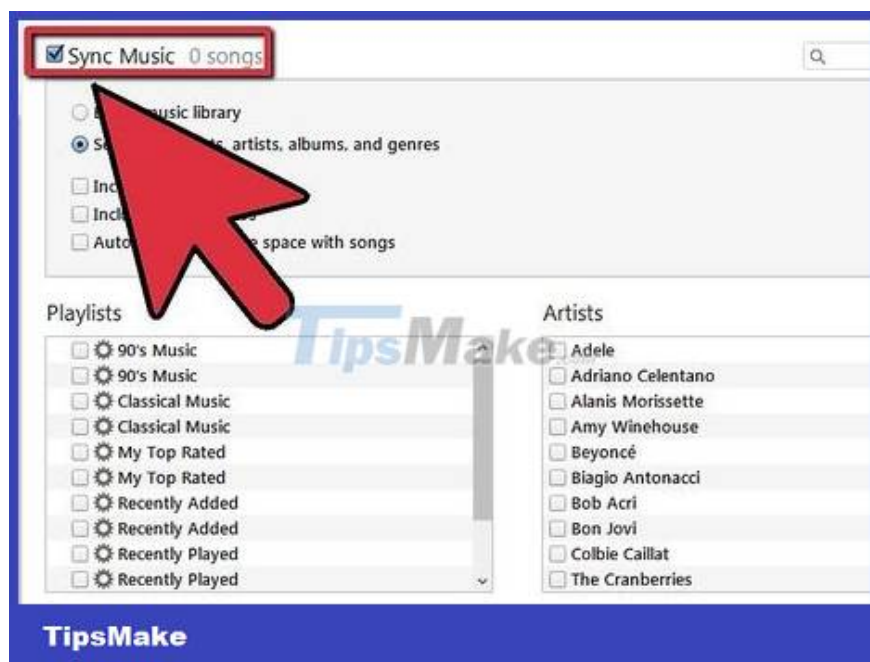 Sync Music 0 songs
music library
artists, albums, and genres
space with songs
Playlists
Artists
90's Music
90's Music
Classical Music
Classical Music
My Top Rated
My Top Rated
Recently Added
Recently Added
Recently Played
Recently Played
Adele
Adriano Celentano
Alanis Morissette
Amy Winehouse
Beyoncé
Biagio Antonacci
Bob Acri
Bon Jovi
Colbie Caillat
The Cranberries
TipsMake
TipsMake